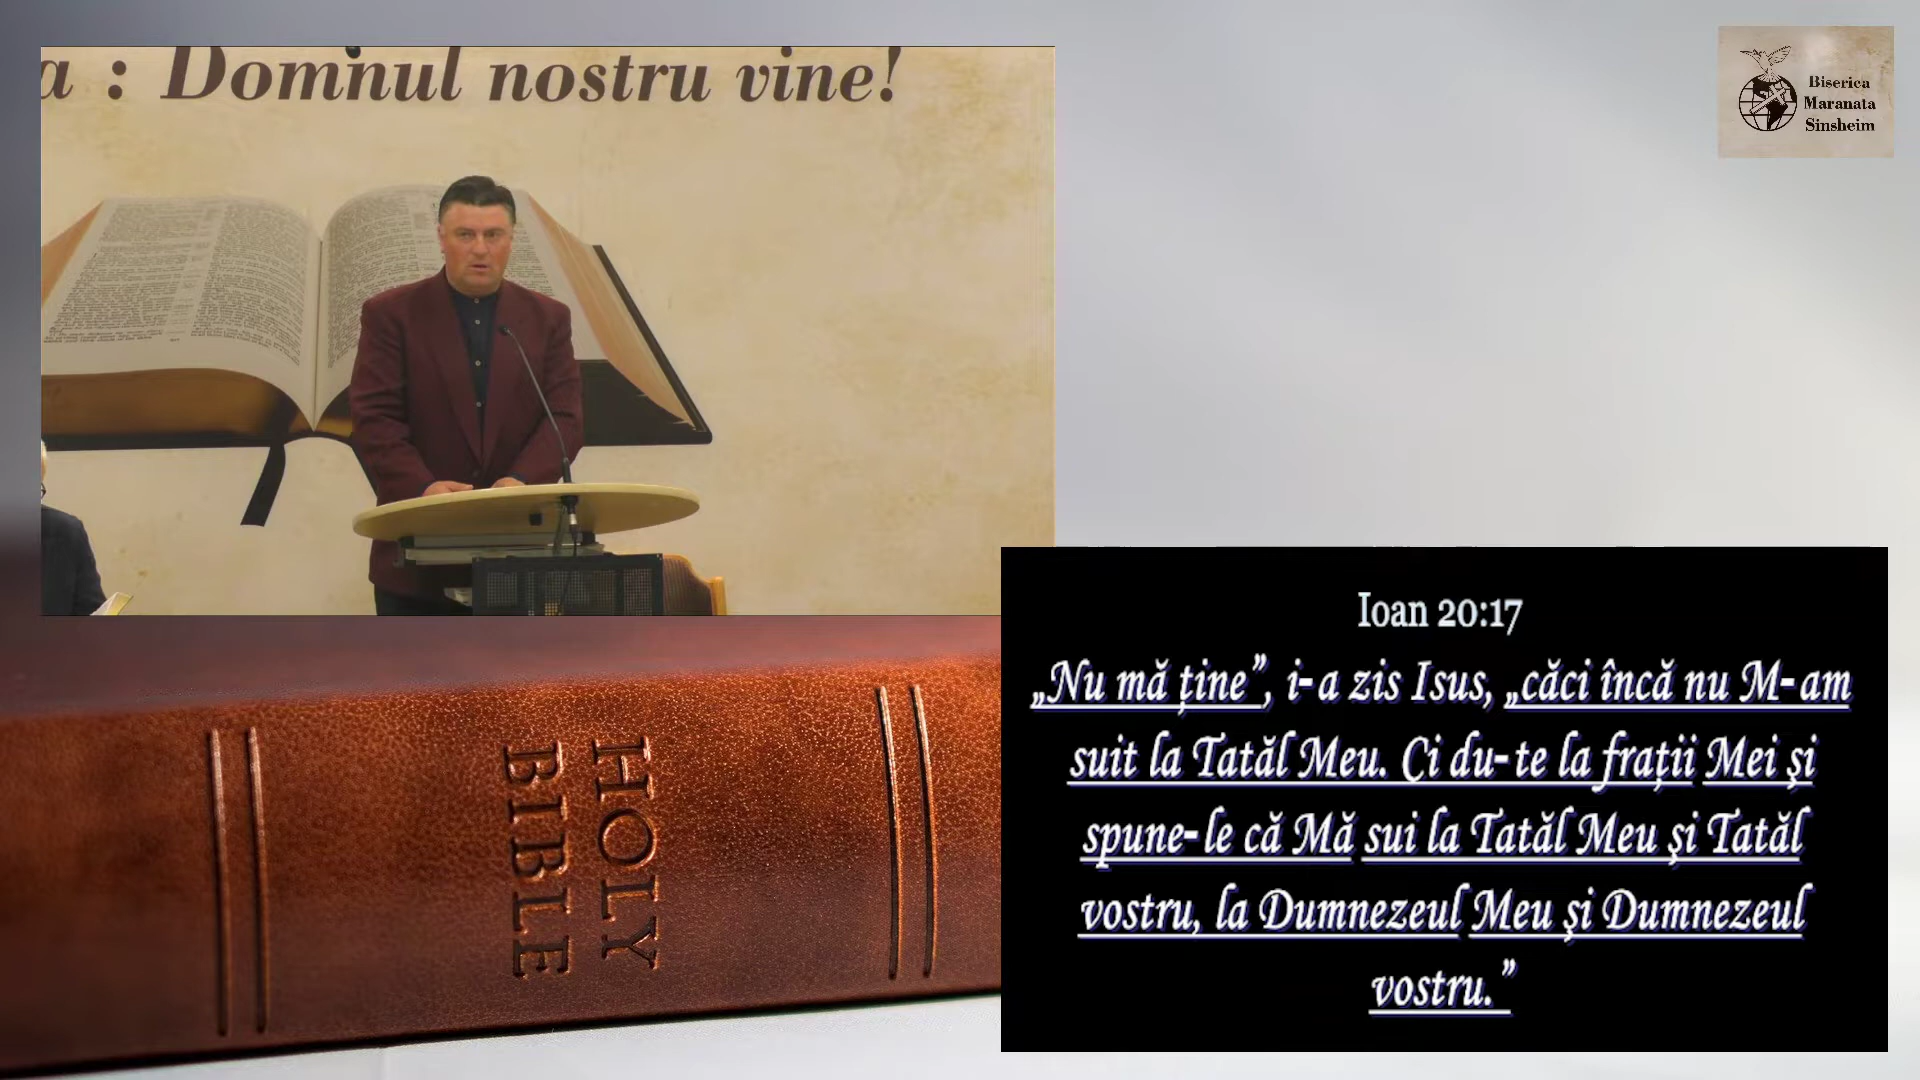 a : Domnul nostru vine!
Biserica
Maranata
Sinsheim
Ioan 20:17
„Nu mă ține”, i-a zis Isus, „căci încă nu M-am
suit la Tatăl Meu. Ci du-te la frații Mei și
spune-le că Mă sui la Tatăl Meu și Tatăl
vostru, la Dumnezeul Meu și Dumnezeul
vostru.”
HOLY
BIBLE